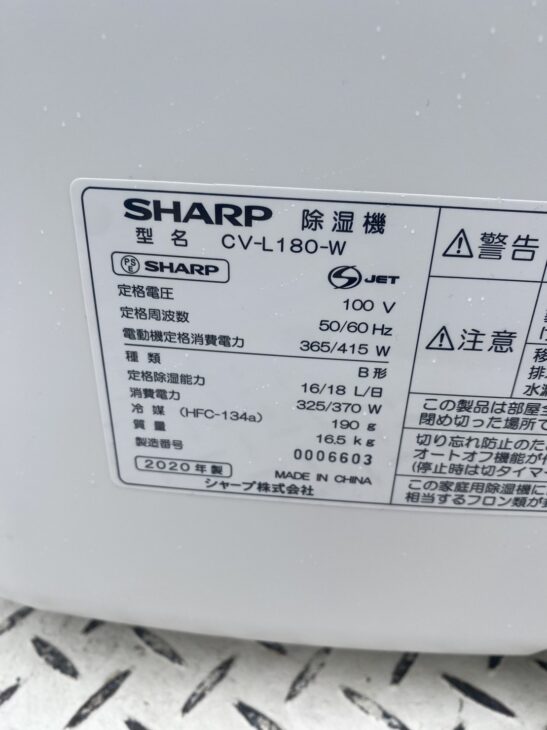 SHARP 除湿機
型名 CV-L180-W
PSE SHARP JET
定格電圧 100 V
定格周波数 50/60 Hz
電動機定格消費電力 365/415 W
種類 B形
定格除湿能力 16/18 L/日
消費電力 325/370 W
冷媒 (HFC-134a) 190 g
質量 16.5 kg
製造番号 0006603
2020年製 MADE IN CHINA
シャープ株式会社
⚠警告
⚠注意
移
排
水漏
この製品は部屋全
閉め切った場所で
切り忘れ防止のた
オートオフ機能が
(停止時は切タイマ
この家庭用除湿機に
相当するフロン類が